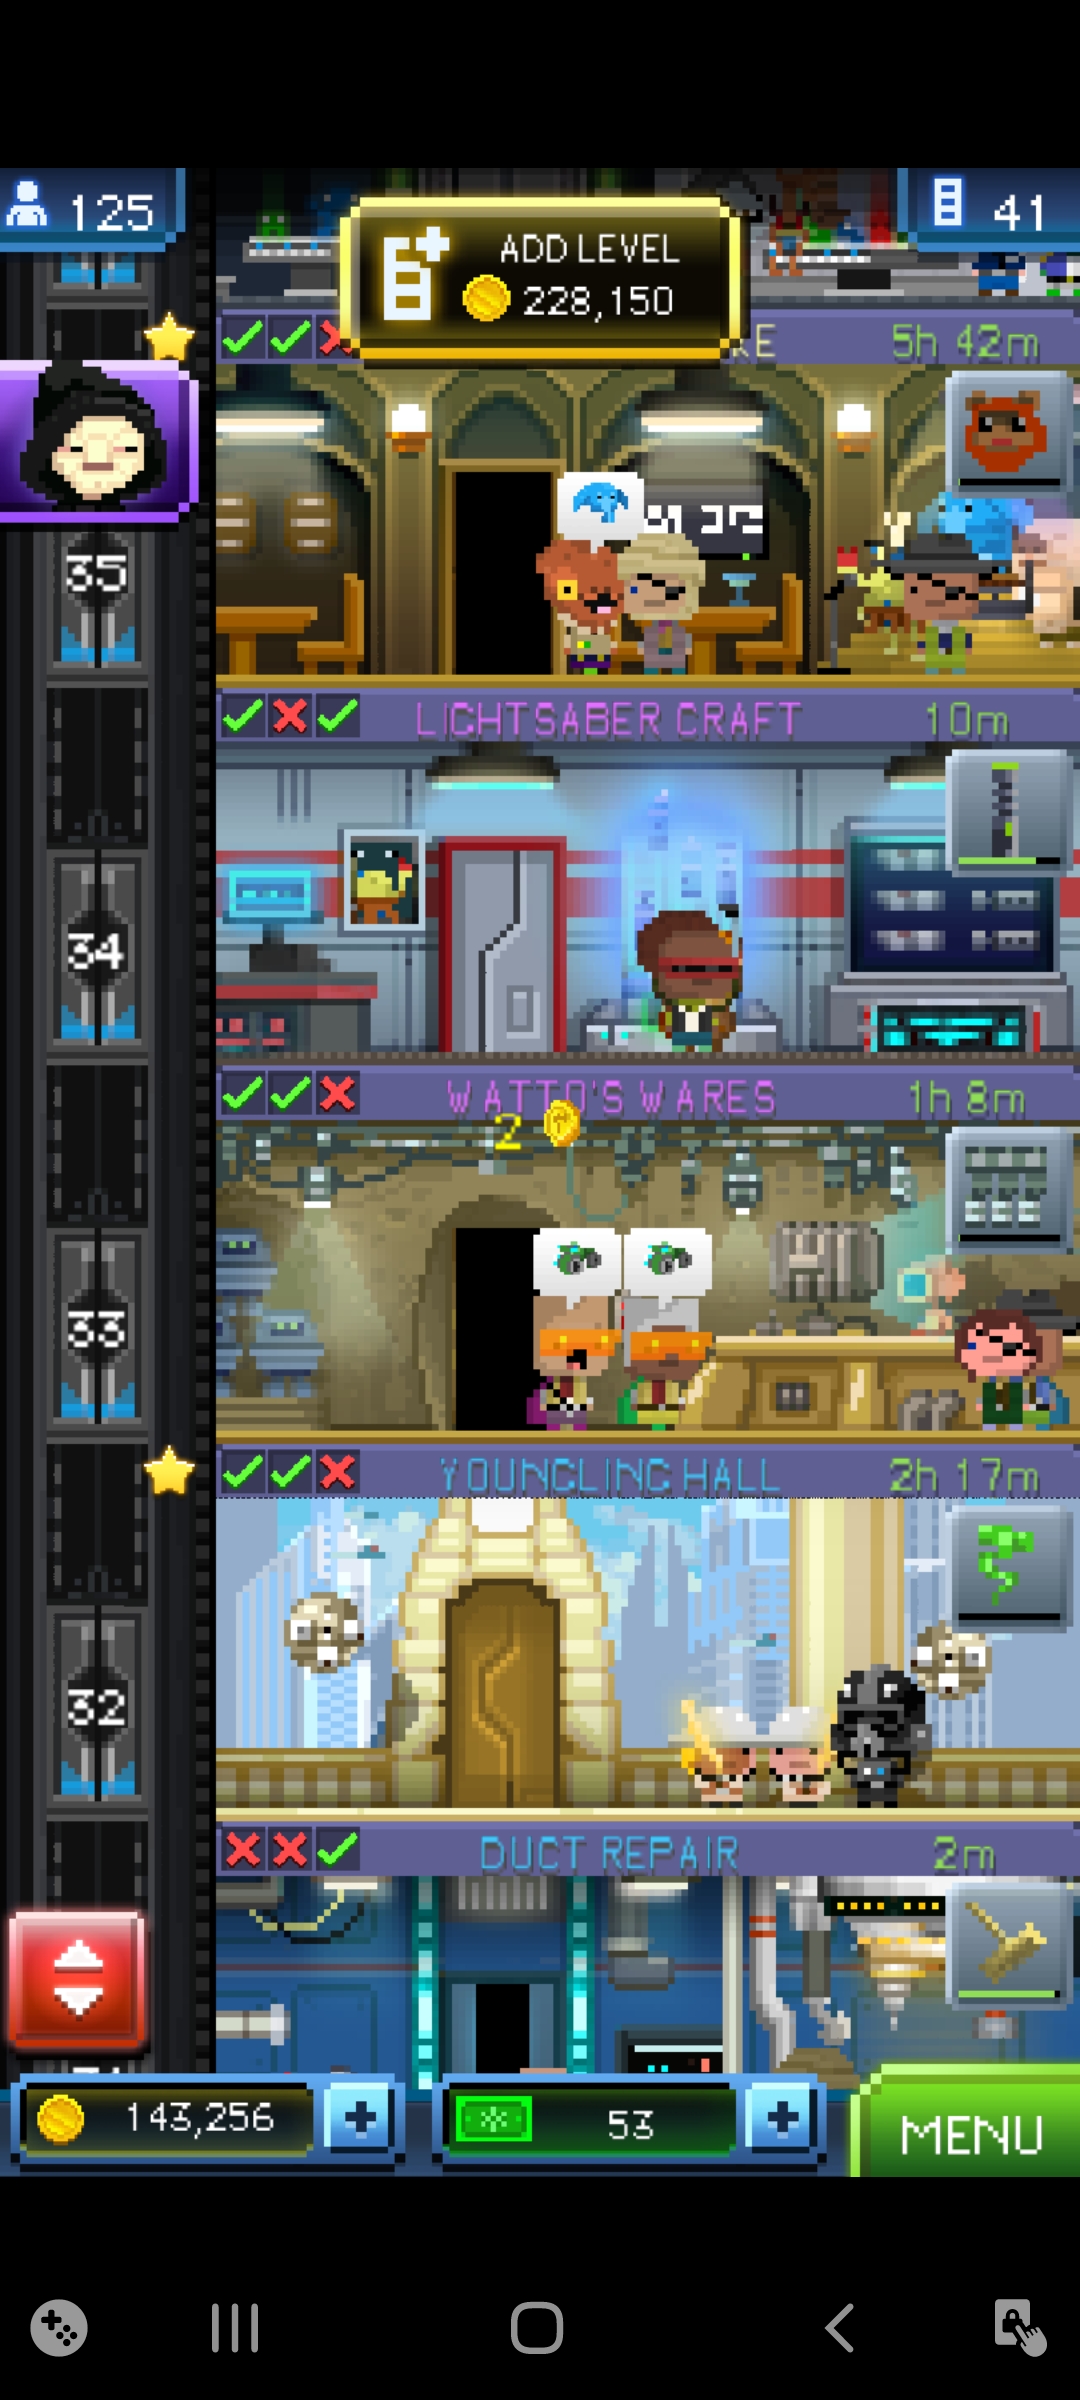 125
ADD LEVEL
228,150
41
KE
5h 42m
35
LIGHTSABER CRAFT
10m
34
WATTO'S WARES
1h 8m
2
33
YOUNGLING HALL
2h 17m
32
DUCT REPAIR
2m
143,256
53
MENU